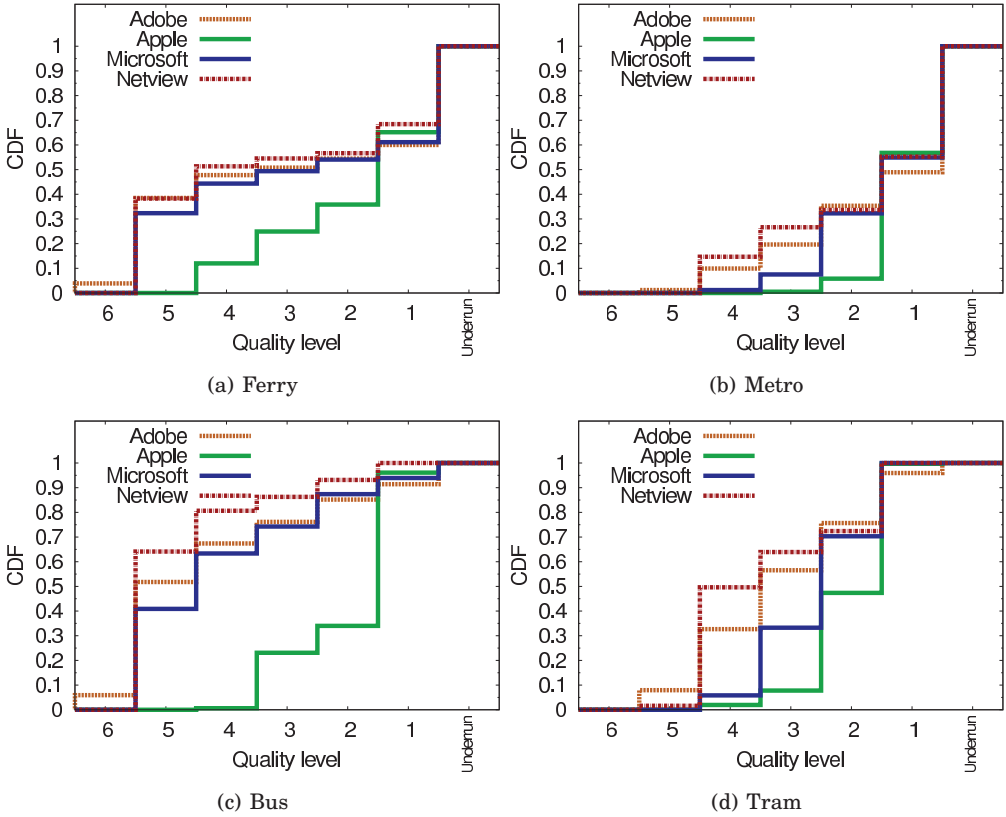 Adobe
Apple
Microsoft
Netview
1
0.9
0.8
0.7
0.6
0.5
0.4
0.3
0.2
0.1
0
CDF
6 5 4 3 2 1 Underrun
Quality level
(a) Ferry
Adobe
Apple
Microsoft
Netview
1
0.9
0.8
0.7
0.6
0.5
0.4
0.3
0.2
0.1
0
CDF
6 5 4 3 2 1 Underrun
Quality level
(b) Metro
Adobe
Apple
Microsoft
Netview
1
0.9
0.8
0.7
0.6
0.5
0.4
0.3
0.2
0.1
0
CDF
6 5 4 3 2 1 Underrun
Quality level
(c) Bus
Adobe
Apple
Microsoft
Netview
1
0.9
0.8
0.7
0.6
0.5
0.4
0.3
0.2
0.1
0
CDF
6 5 4 3 2 1 Underrun
Quality level
(d) Tram